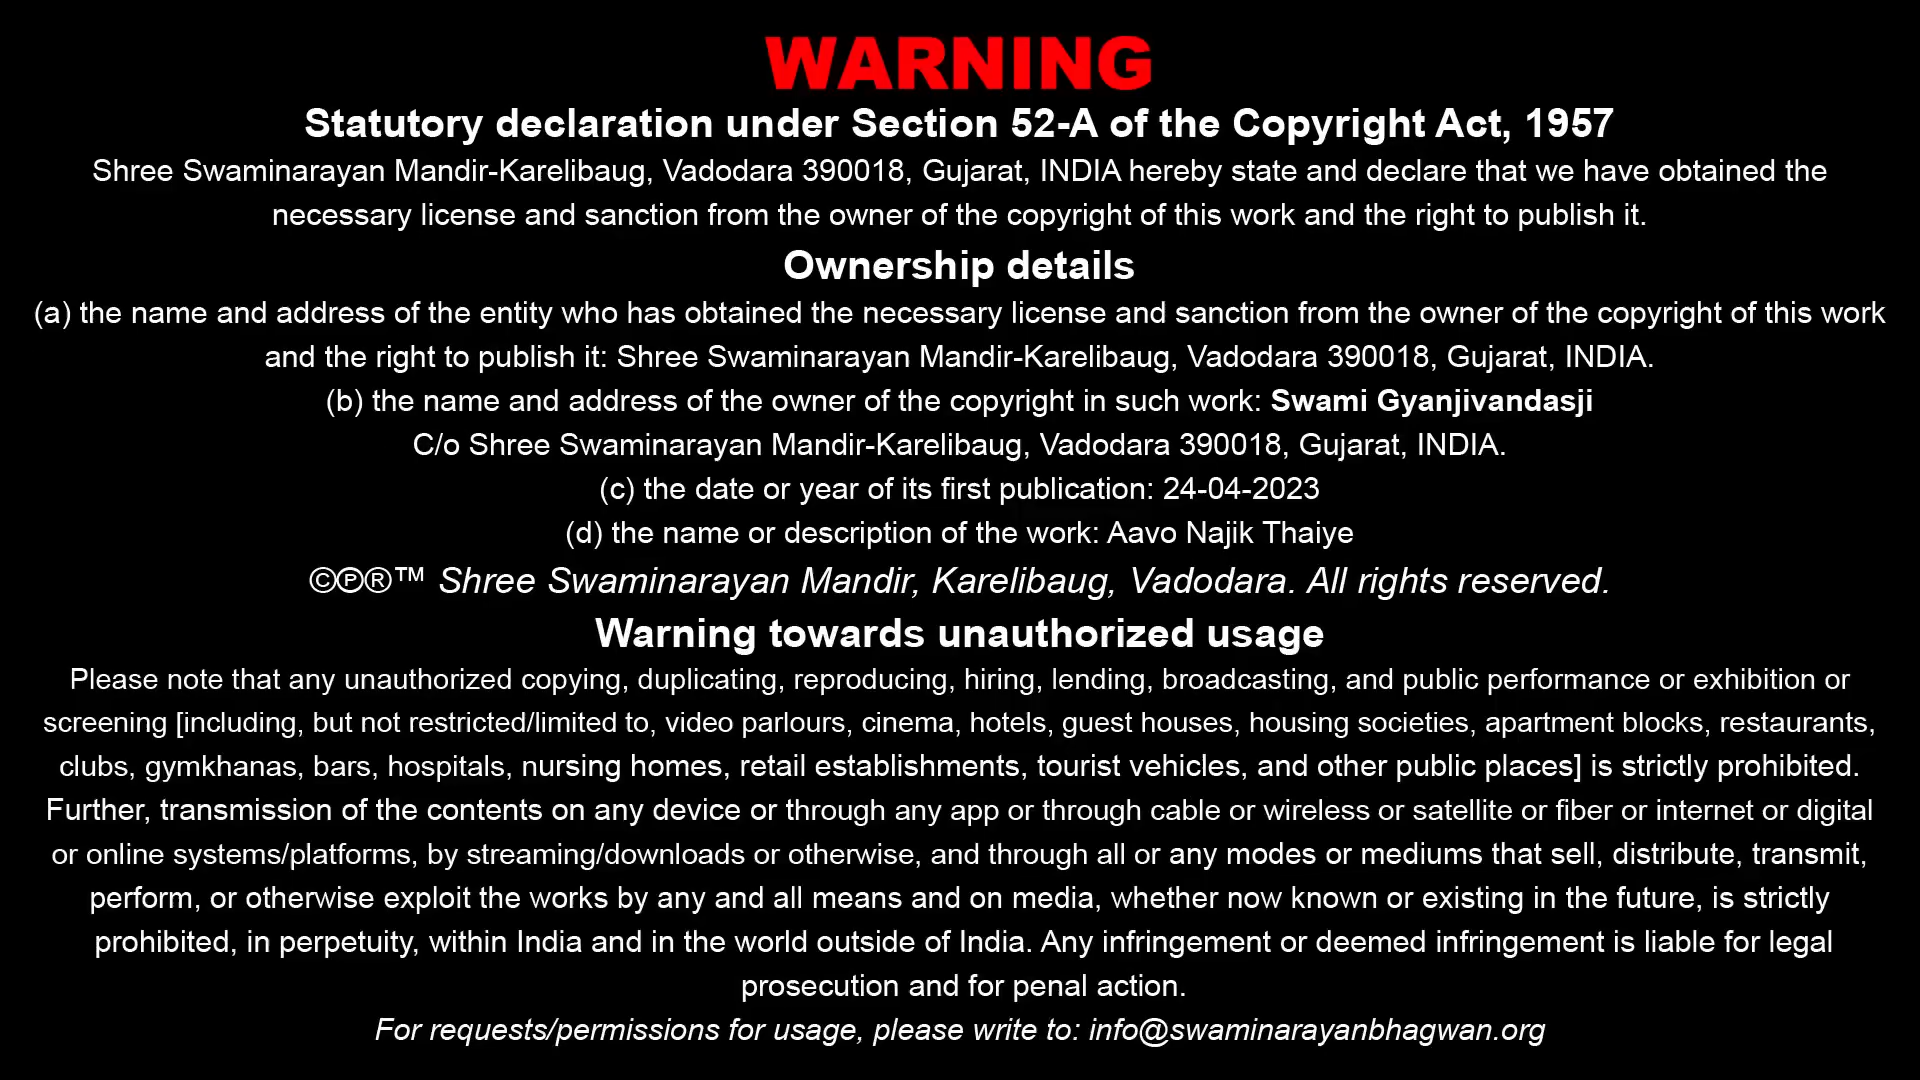 WARNING
Statutory declaration under Section 52-A of the Copyright Act, 1957
Shree Swaminarayan Mandir-Karelibaug, Vadodara 390018, Gujarat, INDIA hereby state and declare that we have obtained the
necessary license and sanction from the owner of the copyright of this work and the right to publish it.
Ownership details
(a) the name and address of the entity who has obtained the necessary license and sanction from the owner of the copyright of this work
and the right to publish it: Shree Swaminarayan Mandir-Karelibaug, Vadodara 390018, Gujarat, INDIA.
(b) the name and address of the owner of the copyright in such work: Swami Gyanjivandasji
C/o Shree Swaminarayan Mandir-Karelibaug, Vadodara 390018, Gujarat, INDIA.
(c) the date or year of its first publication: 24-04-2023
(d) the name or description of the work: Aavo Najik Thaiye
©℗®™ Shree Swaminarayan Mandir, Karelibaug, Vadodara. All rights reserved.
Warning towards unauthorized usage
Please note that any unauthorized copying, duplicating, reproducing, hiring, lending, broadcasting, and public performance or exhibition or
screening [including, but not restricted/limited to, video parlours, cinema, hotels, guest houses, housing societies, apartment blocks, restaurants,
clubs, gymkhanas, bars, hospitals, nursing homes, retail establishments, tourist vehicles, and other public places] is strictly prohibited.
Further, transmission of the contents on any device or through any app or through cable or wireless or satellite or fiber or internet or digital
or online systems/platforms, by streaming/downloads or otherwise, and through all or any modes or mediums that sell, distribute, transmit,
perform, or otherwise exploit the works by any and all means and on media, whether now known or existing in the future, is strictly
prohibited, in perpetuity, within India and in the world outside of India. Any infringement or deemed infringement is liable for legal
prosecution and for penal action.
For requests/permissions for usage, please write to: info@swaminarayanbhagwan.org